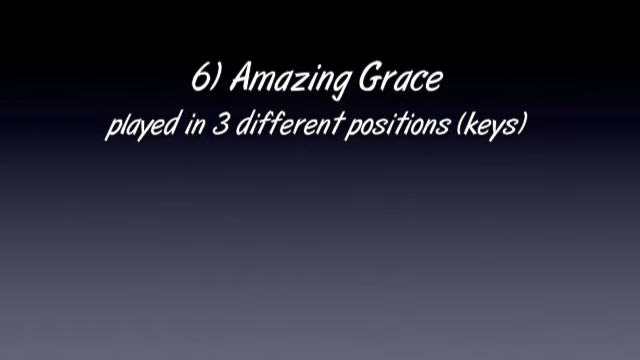 6) Amazing Grace
played in 3 different positions (keys)